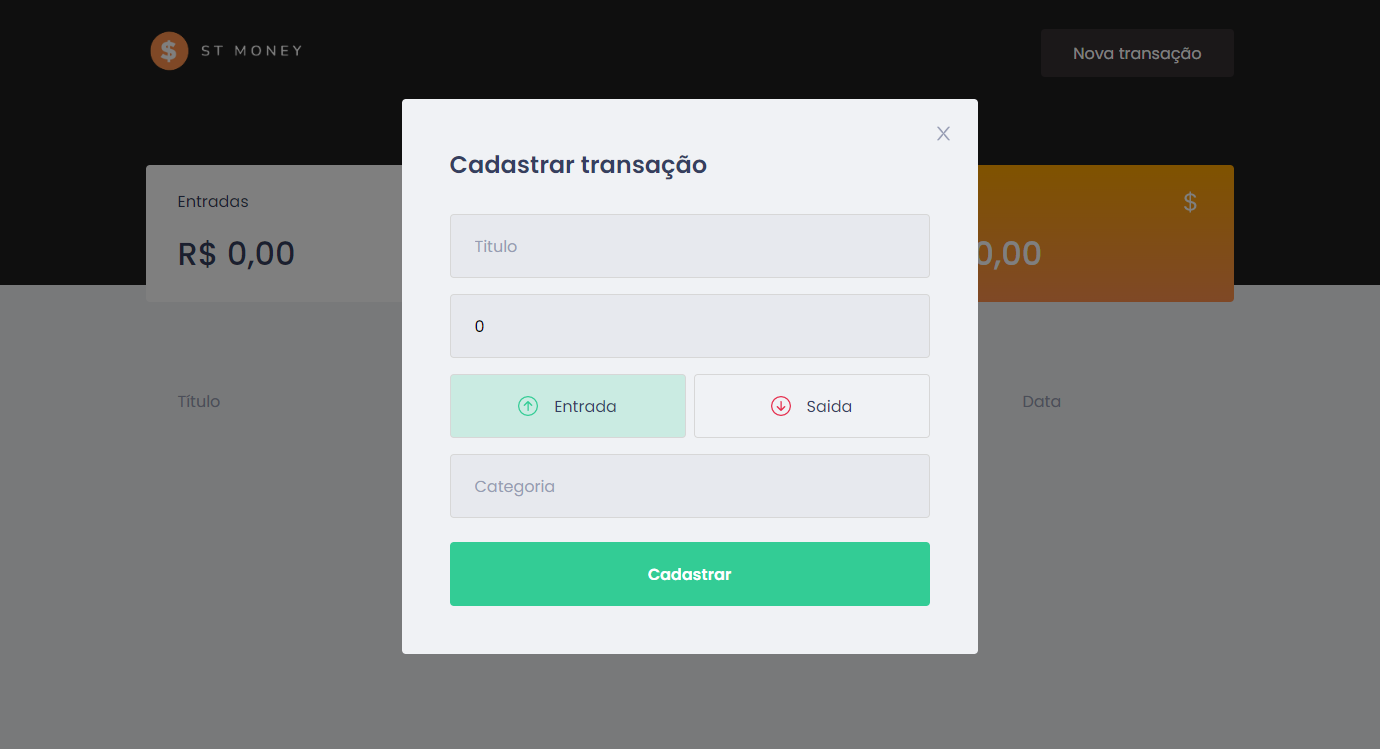 $ ST MONEY
Nova transação
Cadastrar transação
Entradas
$
R$ 0,00
0,00
Titulo
0
Entrada
Saida
Título
Data
Categoria
Cadastrar